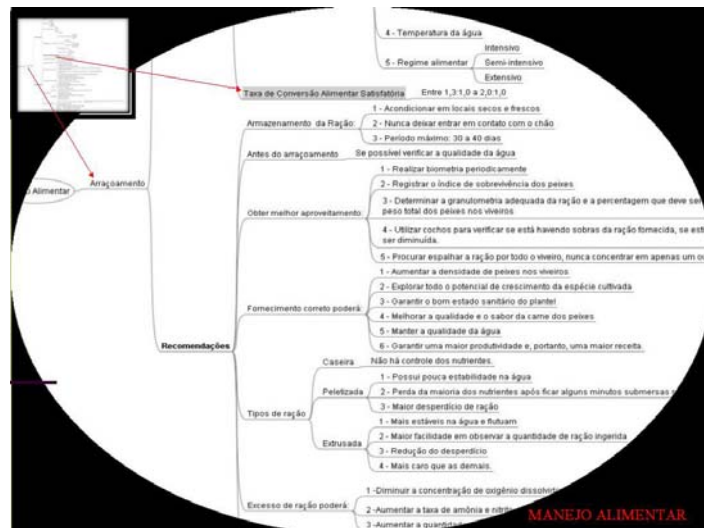 4 - Temperatura da água
Intensivo
5 - Regime alimentar
Semi-intensivo
Extensivo
Taxa de Conversão Alimentar Satisfatória
Entre 1,3:1,0 a 2,0:1,0
1 - Acondicionar em locais secos e frescos
Armazenamento da Ração:
2 - Nunca deixar entrar em contato com o chão
3 - Período máximo: 30 a 40 dias
Antes do arraçoamento
Se possível verificar a qualidade da água
Alimentar
Arraçoamento
1 - Realizar biometria periodicamente
2 - Registrar o índice de sobrevivência dos peixes
3 - Determinar a granulometria adequada da ração e a percentagem que deve ser
peso total dos peixes nos viveiros
Obter melhor aproveitamento:
4 - Utilizar cochos para verificar se está havendo sobras da ração fornecida, se esti
ser diminuída.
5 - Procurar espalhar a ração por todo o viveiro, nunca concentrar em apenas um
1 - Aumentar a densidade de peixes nos viveiros
2 - Explorar todo o potencial de crescimento da espécie cultivada
3 - Garantir o bom estado sanitário do plantel
Fornecimento correto poderá:
4 - Melhorar a qualidade e o sabor da carne dos peixes
5 - Manter a qualidade da água
6 - Garantir uma maior produtividade e, portanto, uma maior receita.
Recomendações
Caseira
Não há controle dos nutrientes.
1 - Possui pouca estabilidade na água
Peletizada
2 - Perda da maioria dos nutrientes após ficar alguns minutos submersas
3 - Maior desperdício de ração
Tipos de ração
1 - Mais estáveis na água e flutuam
2 - Maior facilidade em observar a quantidade de ração ingerida
Extrusada
3 - Redução do desperdício
4 - Mais caro que as demais.
Excesso de ração poderá:
1 -Diminuir a concentração de oxigênio dissolvido
2 -Aumentar a taxa de amônia e nitrito
3 -Aumentar a quantidade
MANEJO ALIMENTAR